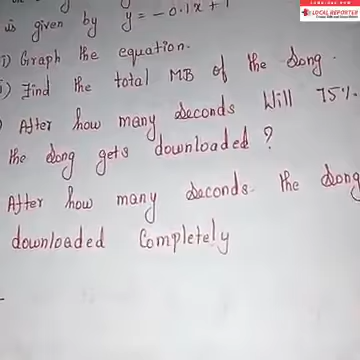 LOCAL REPORTER
is given by y = -0.1x + 1
i) Graph the equation.
i) Find the total MB of the song.
) After how many seconds will 75%.
the song gets downloaded?
After how many seconds the song
downloaded Completely